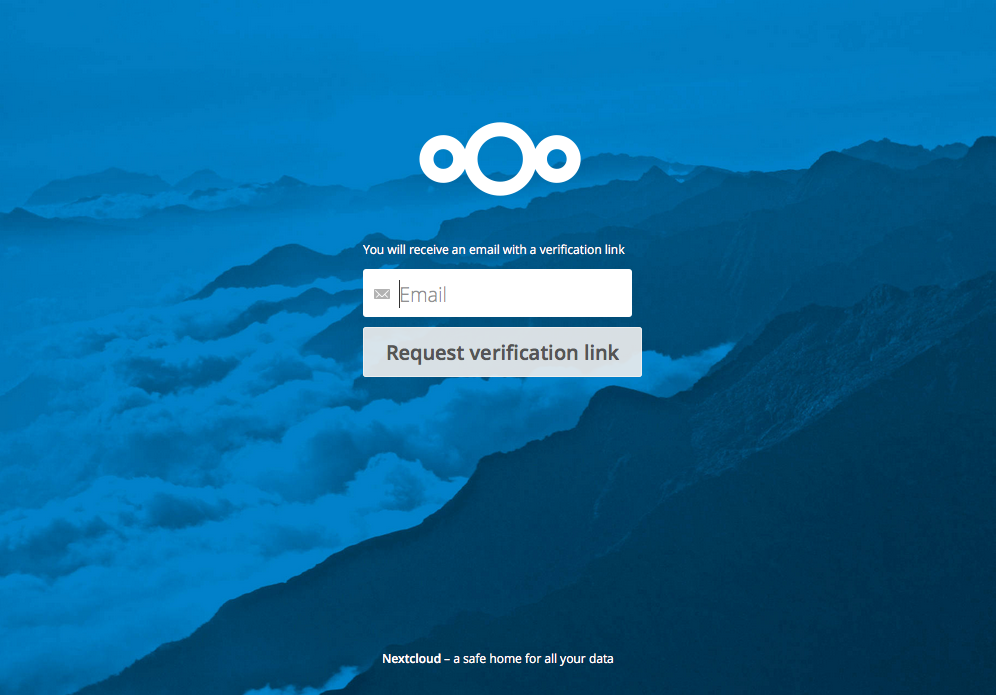 You will receive an email with a verification link
Email
Request verification link
Nextcloud – a safe home for all your data